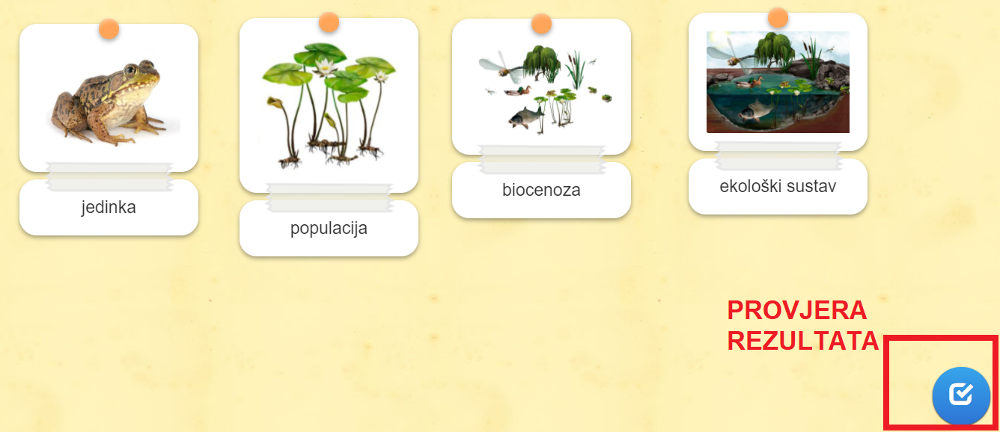 jedinka
populacija
biocenoza
ekološki sustav
PROVJERA
REZULTATA